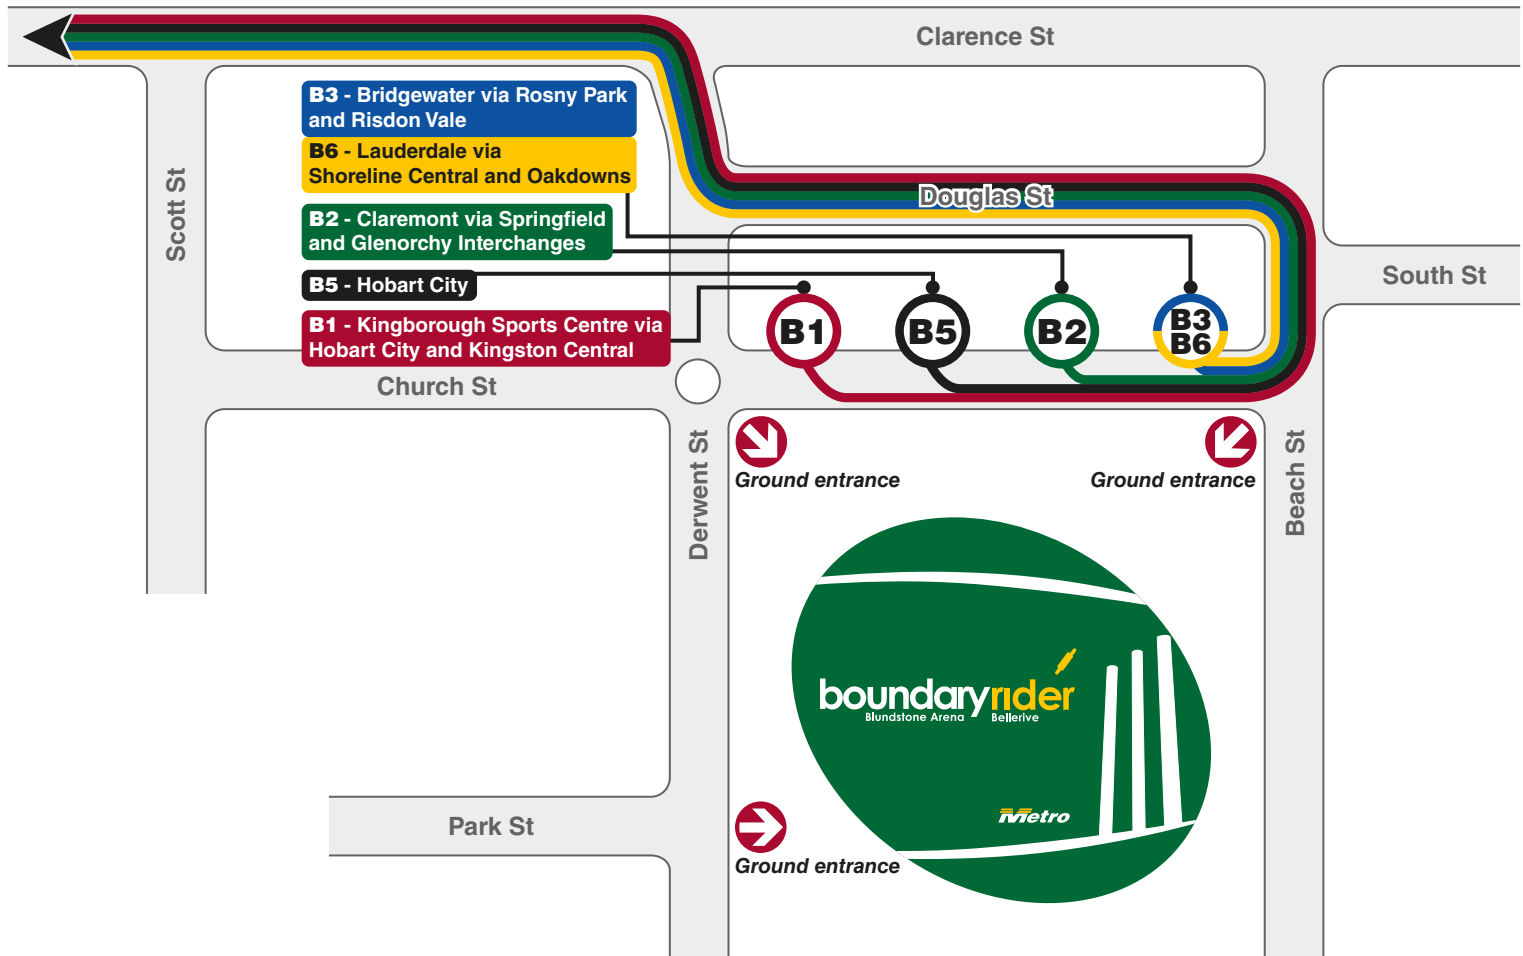 Clarence St
B3 - Bridgewater via Rosny Park
and Risdon Vale
B6 - Lauderdale via
Shoreline Central and Oakdowns
Scott St
Douglas St
B2 - Claremont via Springfield
and Glenorchy Interchanges
South St
B5 - Hobart City
B1 - Kingborough Sports Centre via
Hobart City and Kingston Central
B1
B5
B2
B3
B6
Church St
Derwent St
Beach St
Ground entrance
Ground entrance
boundaryrider
Blundstone Arena Bellerive
Metro
Park St
Ground entrance